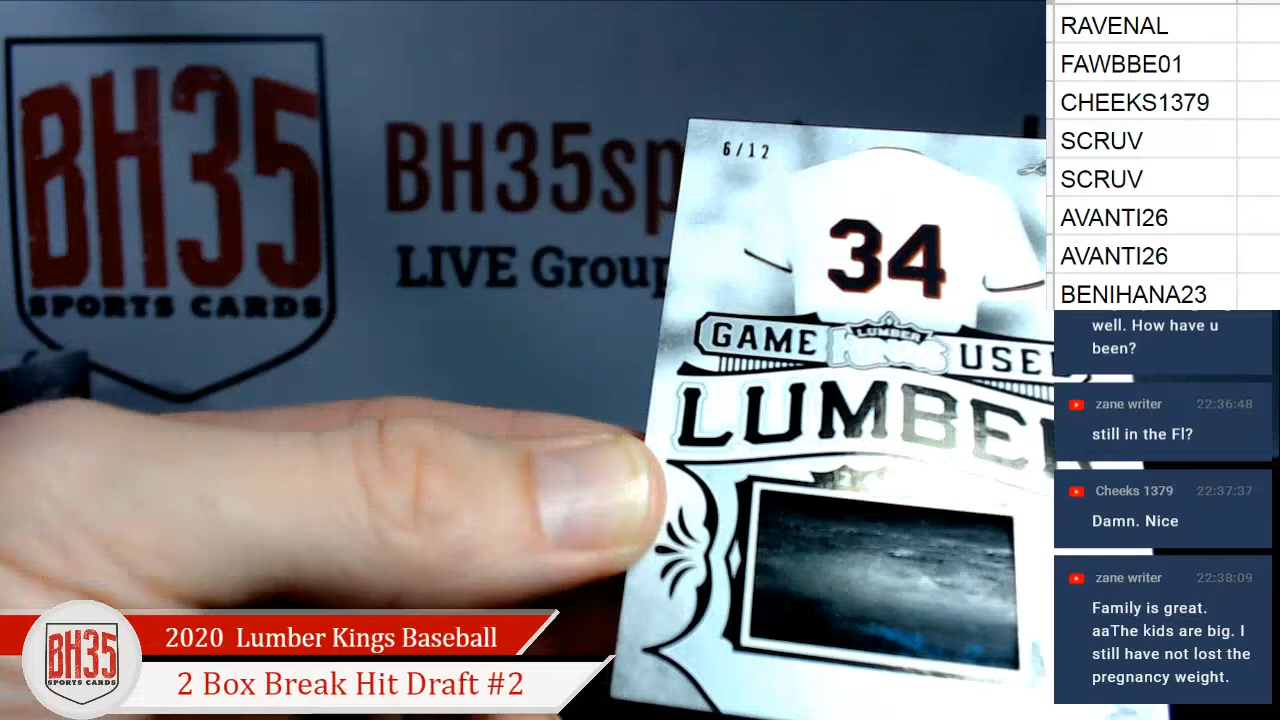 BH35
SPORTS CARDS
BH35sp
LIVE Group
6/12
34
GAME LUMBER KINGS USED
LUMBER
RAVENAL
FAWBBE01
CHEEKS1379
SCRUV
SCRUV
AVANTI26
AVANTI26
BENIHANA23
well. How have u
been?
zane writer 22:36:48
still in the Fl?
Cheeks 1379 22:37:37
Damn. Nice
zane writer 22:38:09
Family is great.
aaThe kids are big. I
still have not lost the
pregnancy weight.
BH35
SPORTS CARDS
2020 Lumber Kings Baseball
2 Box Break Hit Draft #2